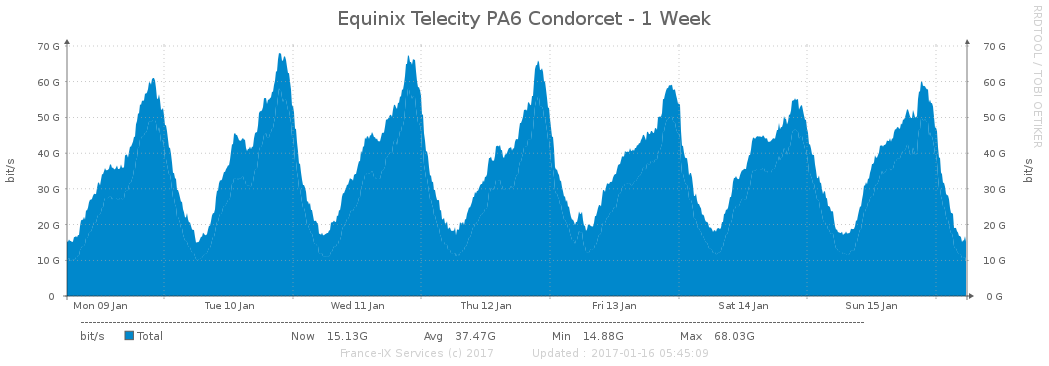 Equinix Telecity PA6 Condorcet - 1 Week
RRDTOOL / TOBI OETIKER
bit/s
70 G
60 G
50 G
40 G
30 G
20 G
10 G
0
70 G
60 G
50 G
40 G
30 G
20 G
10 G
0 G
bit/s
Mon 09 Jan Tue 10 Jan Wed 11 Jan Thu 12 Jan Fri 13 Jan Sat 14 Jan Sun 15 Jan
bit/s Total Now 15.13G Avg 37.47G Min 14.88G Max 68.03G
France-IX Services (c) 2017 Updated : 2017-01-16 05:45:09